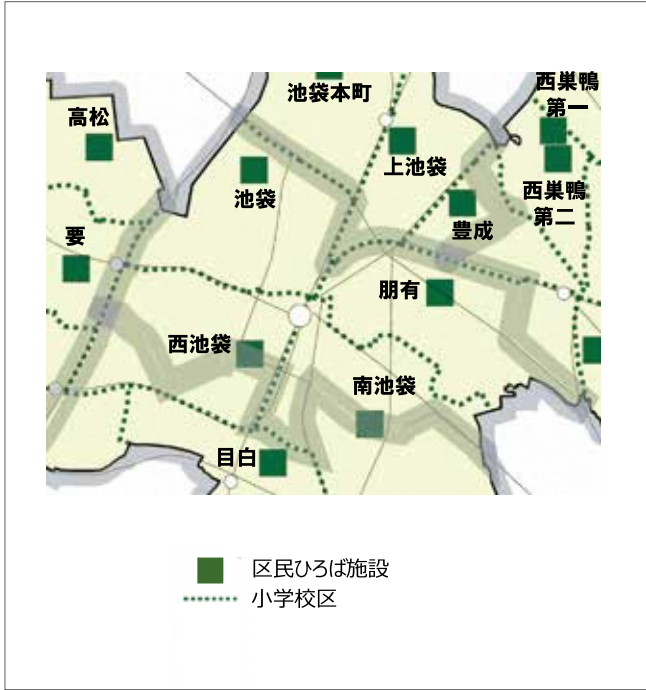 池袋本町
西巣鴨
第一
高松
上池袋
池袋
西巣鴨
第二
豊成
要
朋有
西池袋
南池袋
目白
区民ひろば施設
小学校区